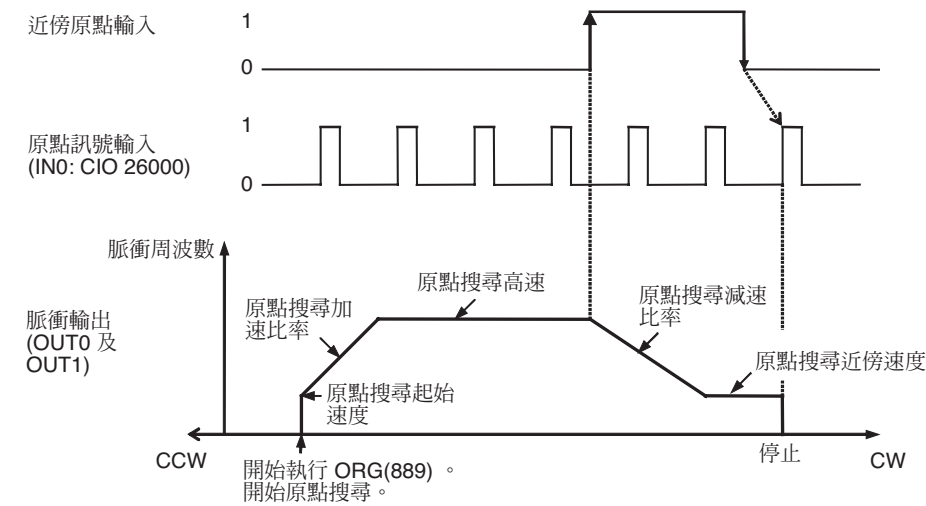 近傍原點輸入
1
0
原點訊號輸入
(IN0: CIO 26000)
1
0
脈衝周波數
脈衝輸出
(OUT0 及
OUT1)
原點搜尋加
速比率
原點搜尋高速
原點搜尋減速
比率
原點搜尋近傍速度
原點搜尋起始
速度
CCW
開始執行 ORG(889) 。
開始原點搜尋。
停止
CW